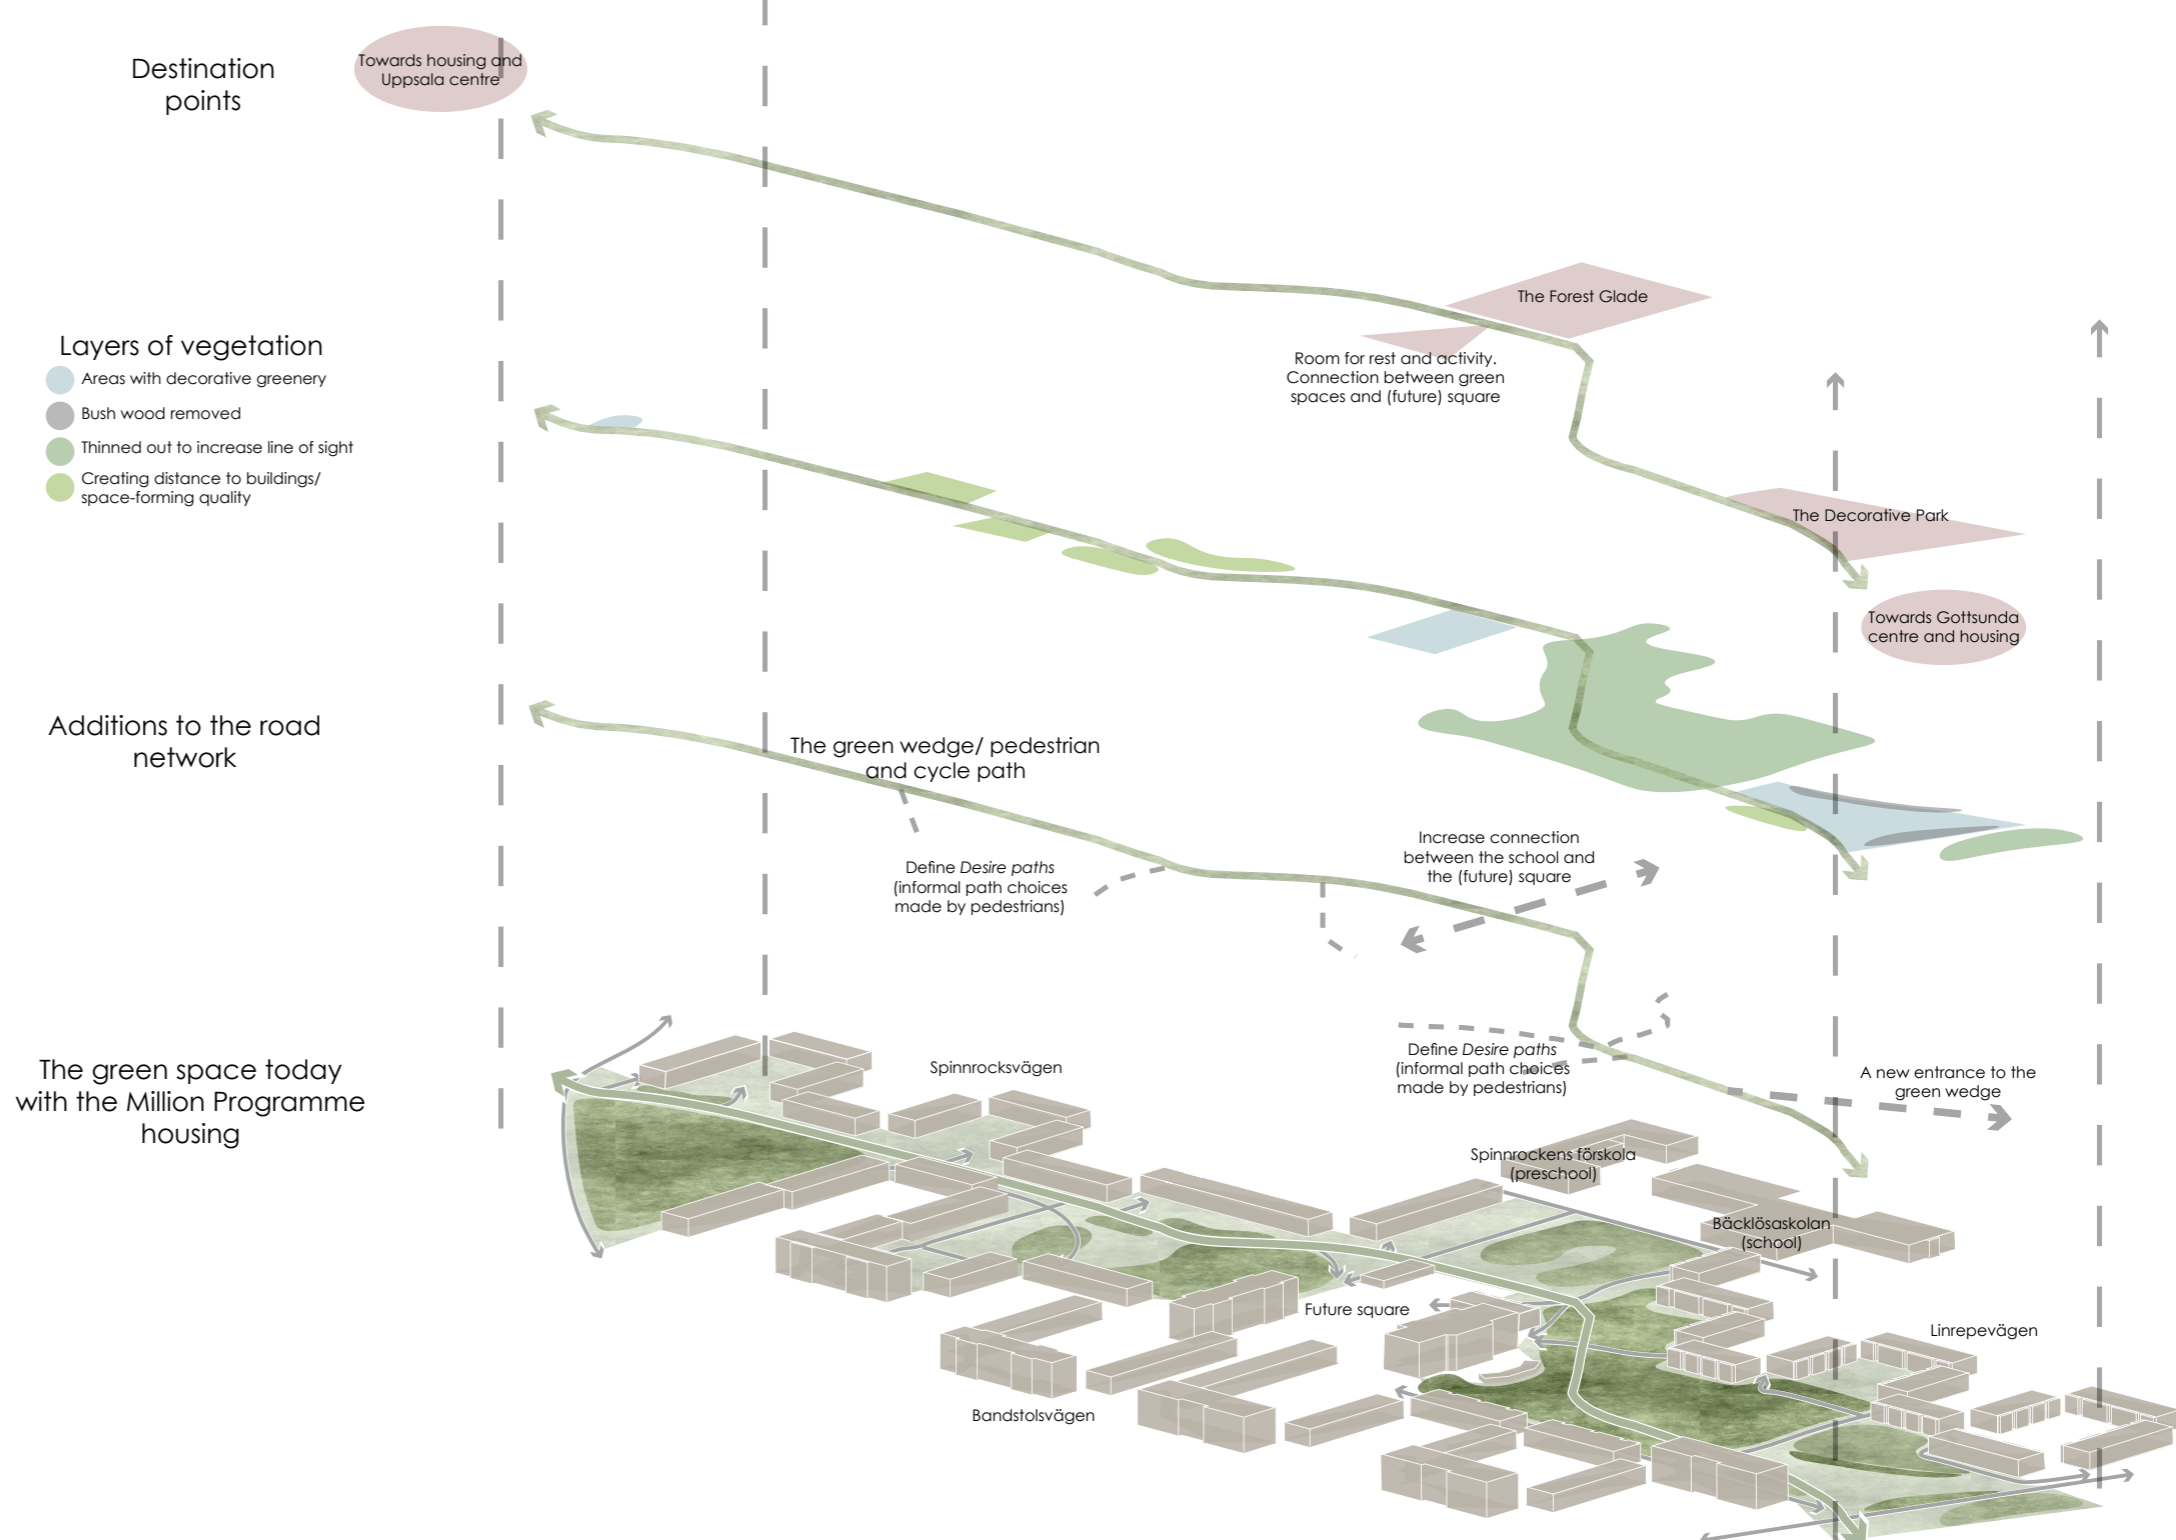 Destination
points
Towards housing and
Uppsala centre
The Forest Glade
Room for rest and activity.
Connection between green
spaces and (future) square
The Decorative Park
Towards Gottsunda
centre and housing
Layers of vegetation
Areas with decorative greenery
Bush wood removed
Thinned out to increase line of sight
Creating distance to buildings/
space-forming quality
Additions to the road
network
The green wedge/ pedestrian
and cycle path
Define Desire paths
(informal path choices
made by pedestrians)
Increase connection
between the school and
the (future) square
Define Desire paths
(informal path choices
made by pedestrians)
A new entrance to the
green wedge
The green space today
with the Million Programme
housing
Spinnrocksvägen
Spinnrockens förskola
(preschool)
Bäcklösaskolan
(school)
Future square
Linrepevägen
Bandstolsvägen